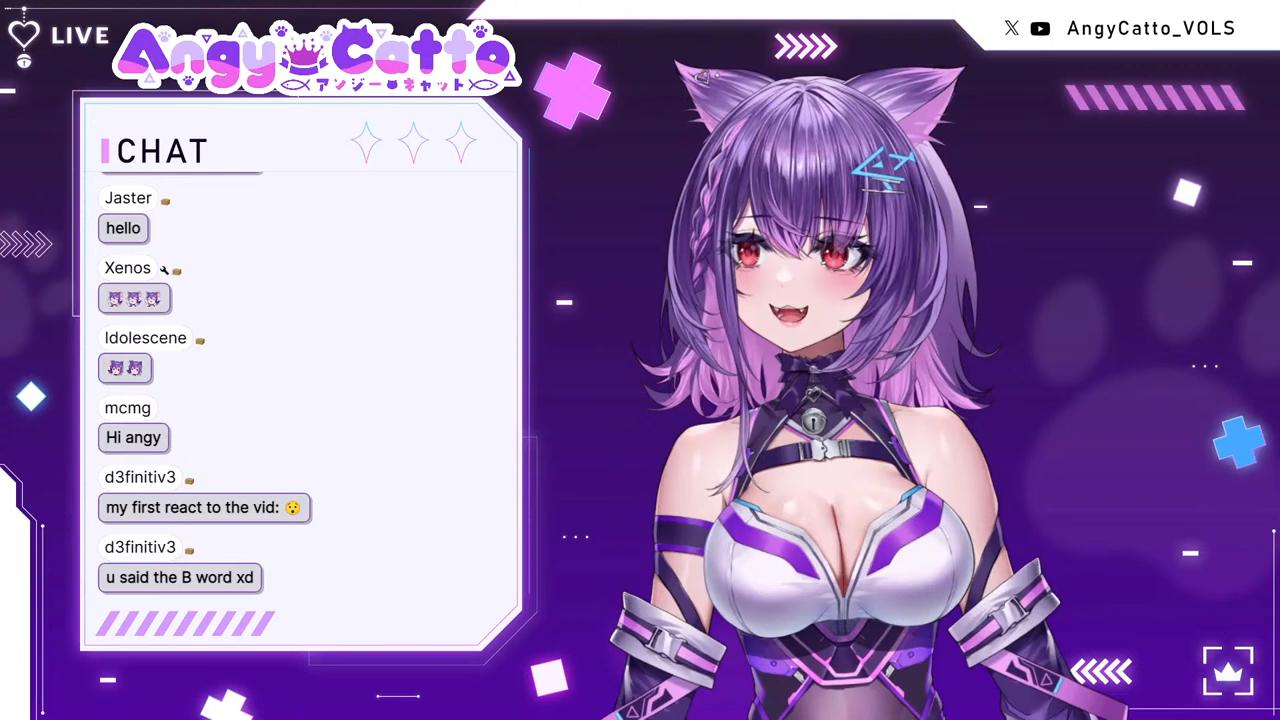 LIVE
AngyCatto
アンジーキャット
AngyCatto_VOLS
CHAT
Jaster
hello
Xenos
Idolescene
mcmg
Hi angy
d3finitiv3
my first react to the vid: 😯
d3finitiv3
u said the B word xd